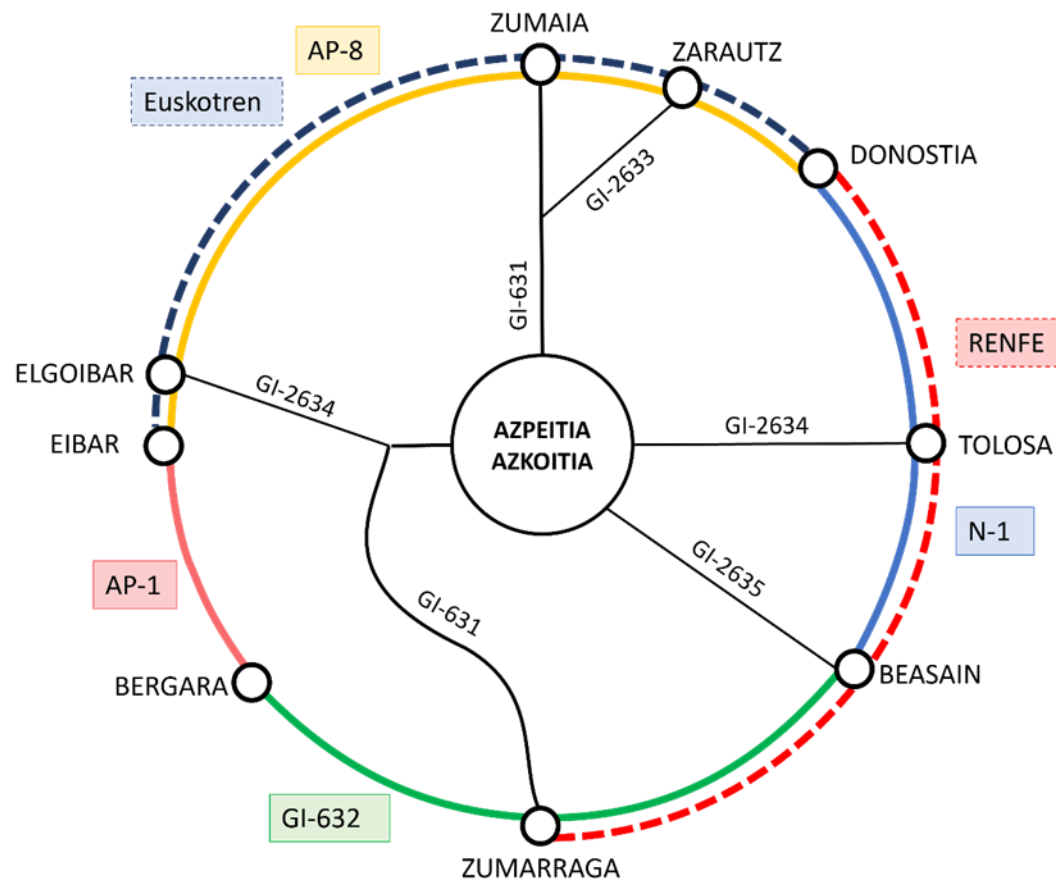 ZUMAIA
AP-8
ZARAUTZ
Euskotren
DONOSTIA
GI-2633
GI-631
RENFE
ELGOIBAR
GI-2634
EIBAR
AZPEITIA
AZKOITIA
GI-2634
TOLOSA
N-1
GI-2635
AP-1
GI-631
BERGARA
BEASAIN
GI-632
ZUMARRAGA